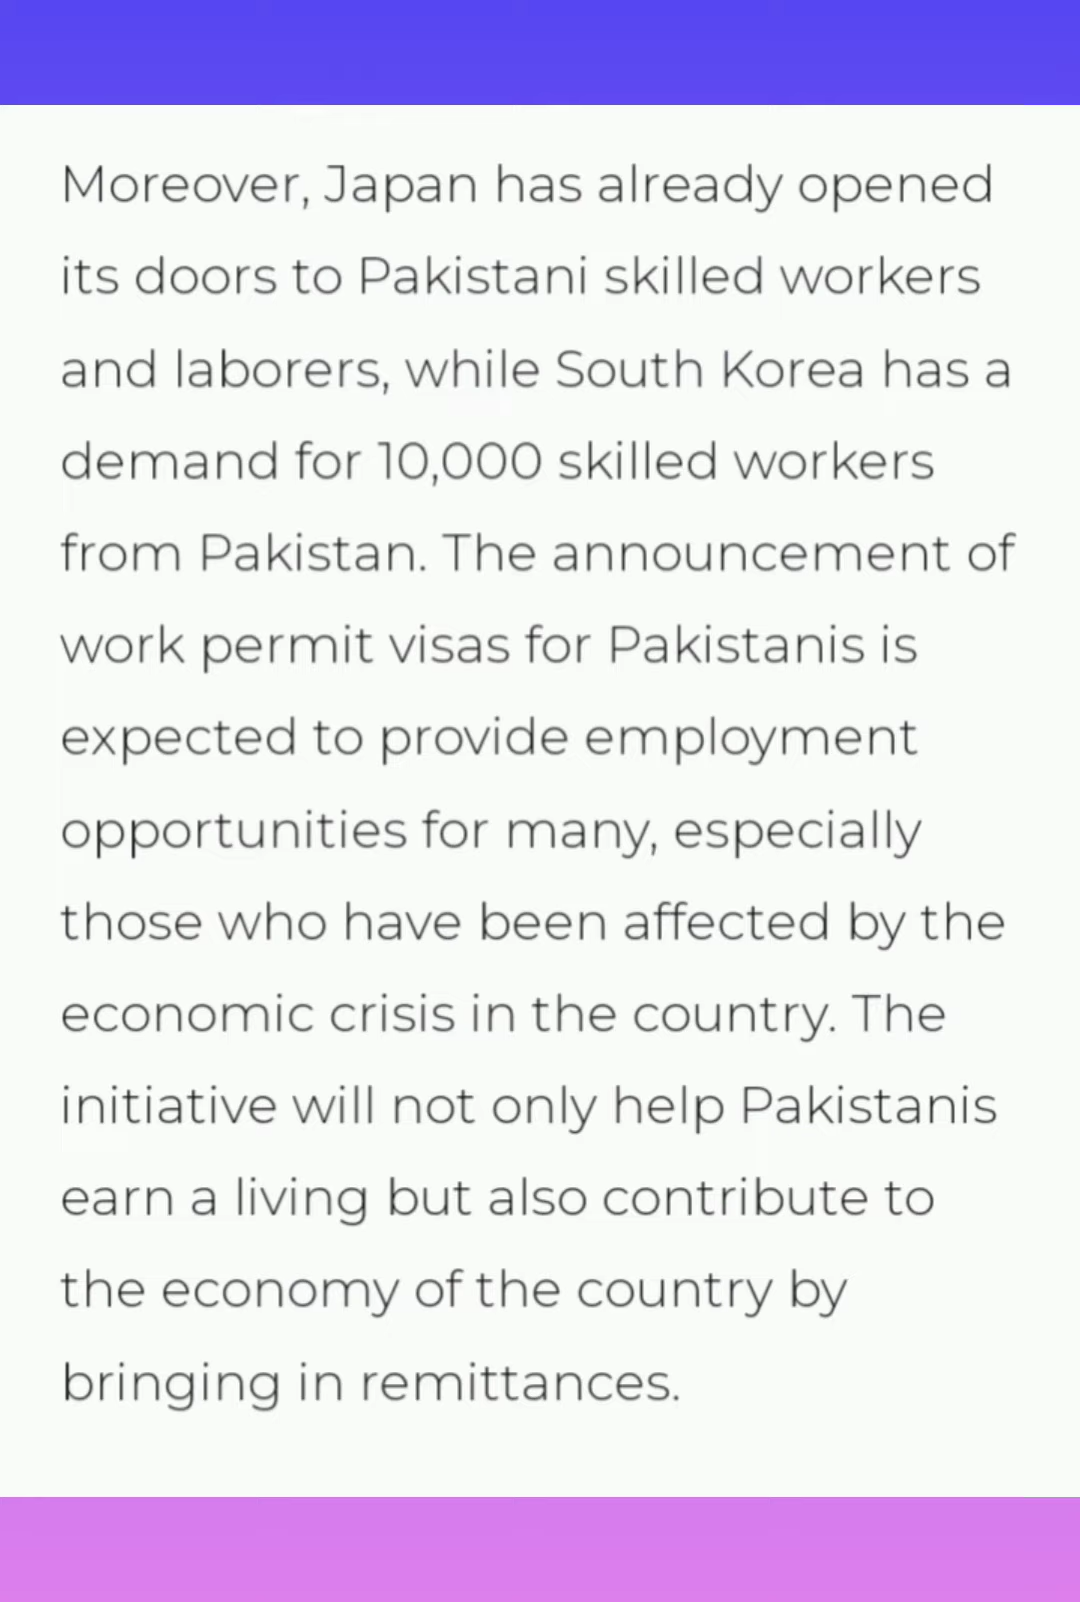 Moreover, Japan has already opened
its doors to Pakistani skilled workers
and laborers, while South Korea has a
demand for 10,000 skilled workers
from Pakistan. The announcement of
work permit visas for Pakistanis is
expected to provide employment
opportunities for many, especially
those who have been affected by the
economic crisis in the country. The
initiative will not only help Pakistanis
earn a living but also contribute to
the economy of the country by
bringing in remittances.